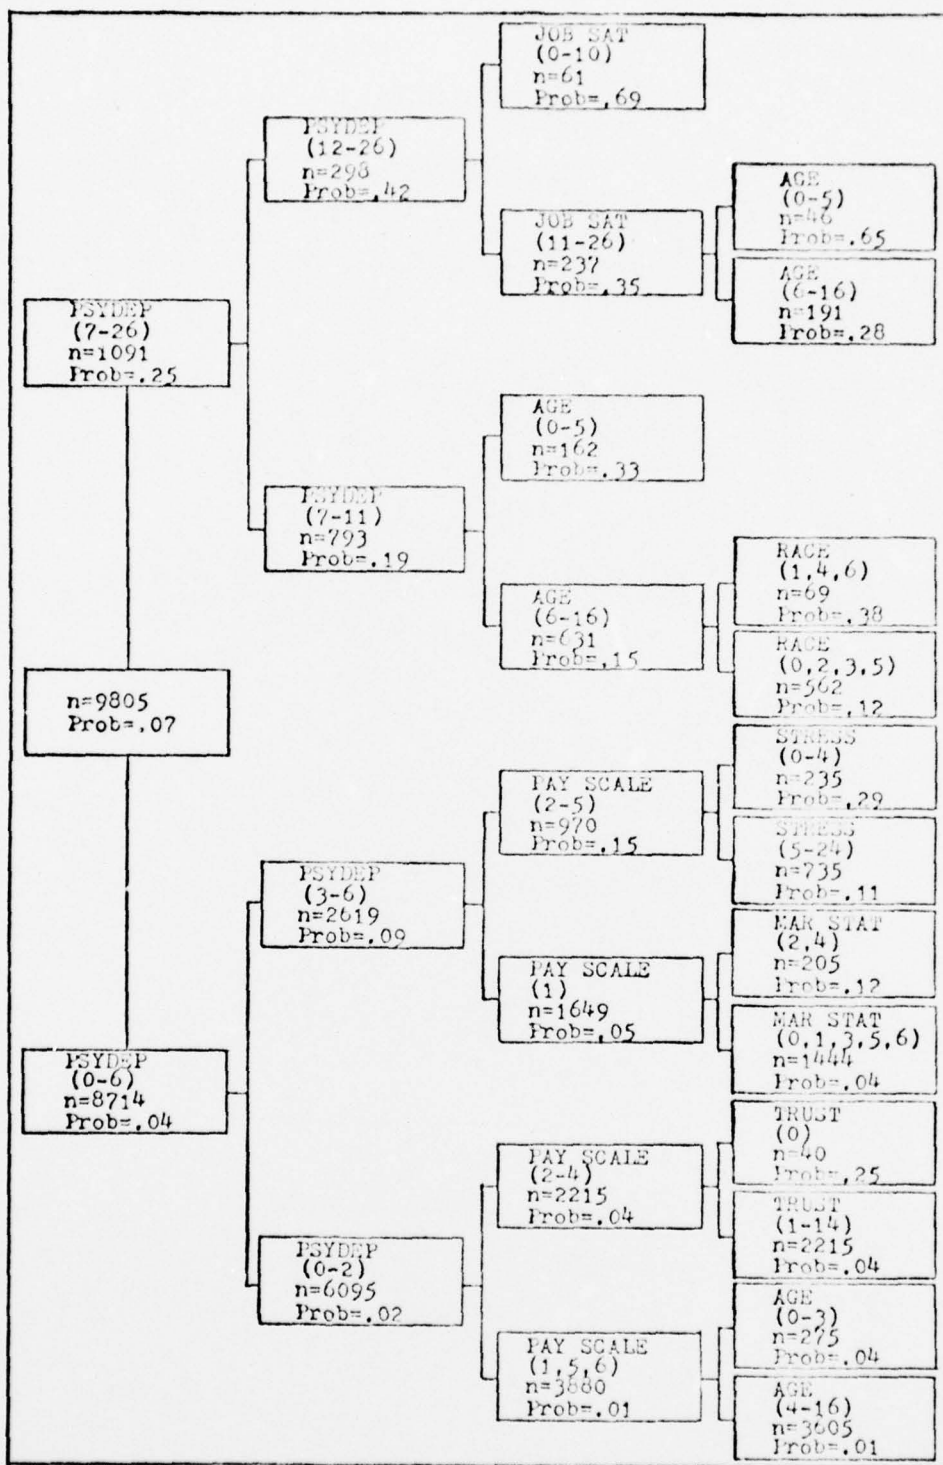 JOB SAT
(0-10)
n=61
Prob=.69
PSYDEP
(12-26)
n=298
Prob=.42
AGE
(0-5)
n=46
Prob=.65
JOB SAT
(11-26)
n=237
Prob=.35
AGE
(6-16)
n=191
Prob=.28
PSYDEP
(7-26)
n=1091
Prob=.25
AGE
(0-5)
n=162
Prob=.33
PSYDEP
(7-11)
n=793
Prob=.19
RACE
(1,4,6)
n=69
Prob=.38
AGE
(6-16)
n=631
Prob=.15
RACE
(0,2,3,5)
n=562
Prob=.12
n=9805
Prob=.07
STRESS
(0-4)
n=235
Prob=.29
PAY SCALE
(2-5)
n=970
Prob=.15
STRESS
(5-24)
n=735
Prob=.11
PSYDEP
(3-6)
n=2619
Prob=.09
MAR STAT
(2,4)
n=205
Prob=.12
PAY SCALE
(1)
n=1649
Prob=.05
MAR STAT
(0,1,3,5,6)
n=1444
Prob=.04
PSYDEP
(0-6)
n=8714
Prob=.04
TRUST
(0)
n=40
Prob=.25
PAY SCALE
(2-4)
n=2215
Prob=.04
TRUST
(1-14)
n=2215
Prob=.04
PSYDEP
(0-2)
n=6095
Prob=.02
AGE
(0-3)
n=275
Prob=.04
PAY SCALE
(1,5,6)
n=3880
Prob=.01
AGE
(4-16)
n=3605
Prob=.01